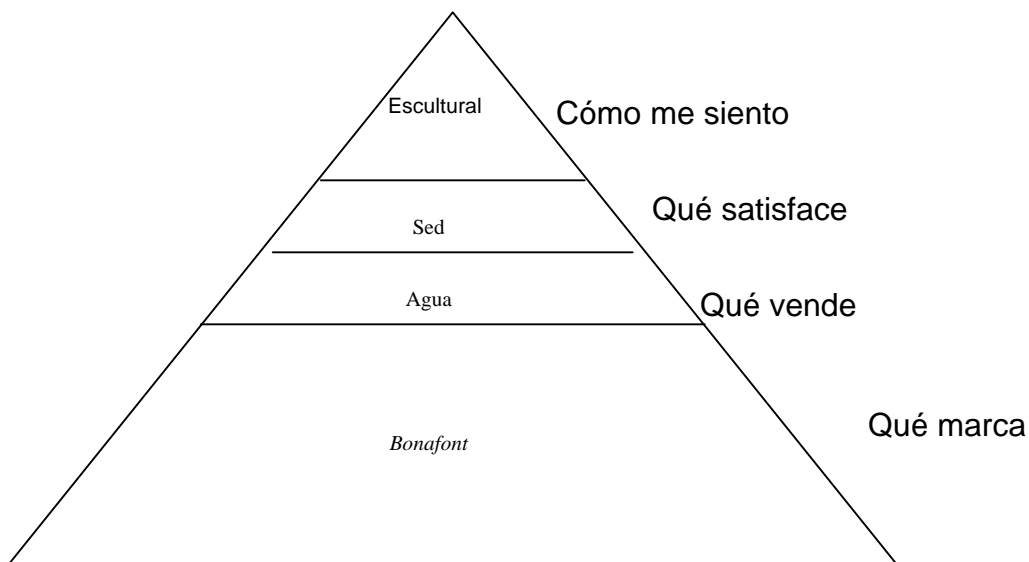 Escultural
Cómo me siento
Qué satisface
Sed
Agua
Qué vende
Qué marca
Bonafont